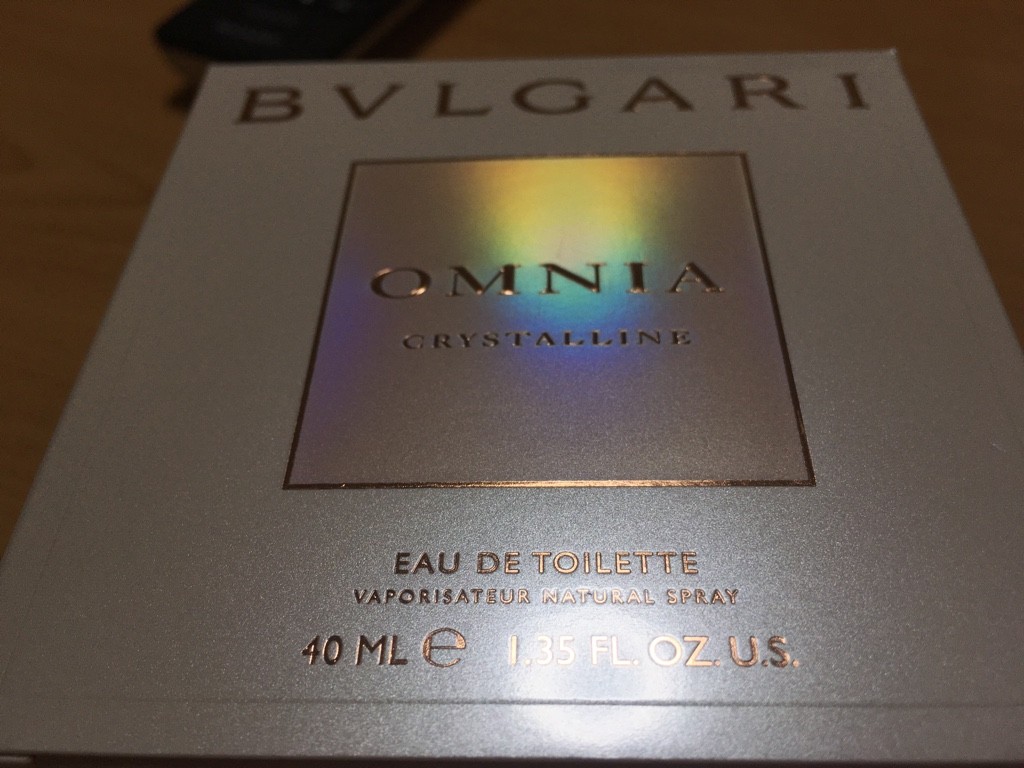 BVLGARI
OMNIA
CRYSTALLINE
EAU DE TOILETTE
VAPORISATEUR NATURAL SPRAY
40 ML e 1.35 FL. OZ. U.S.